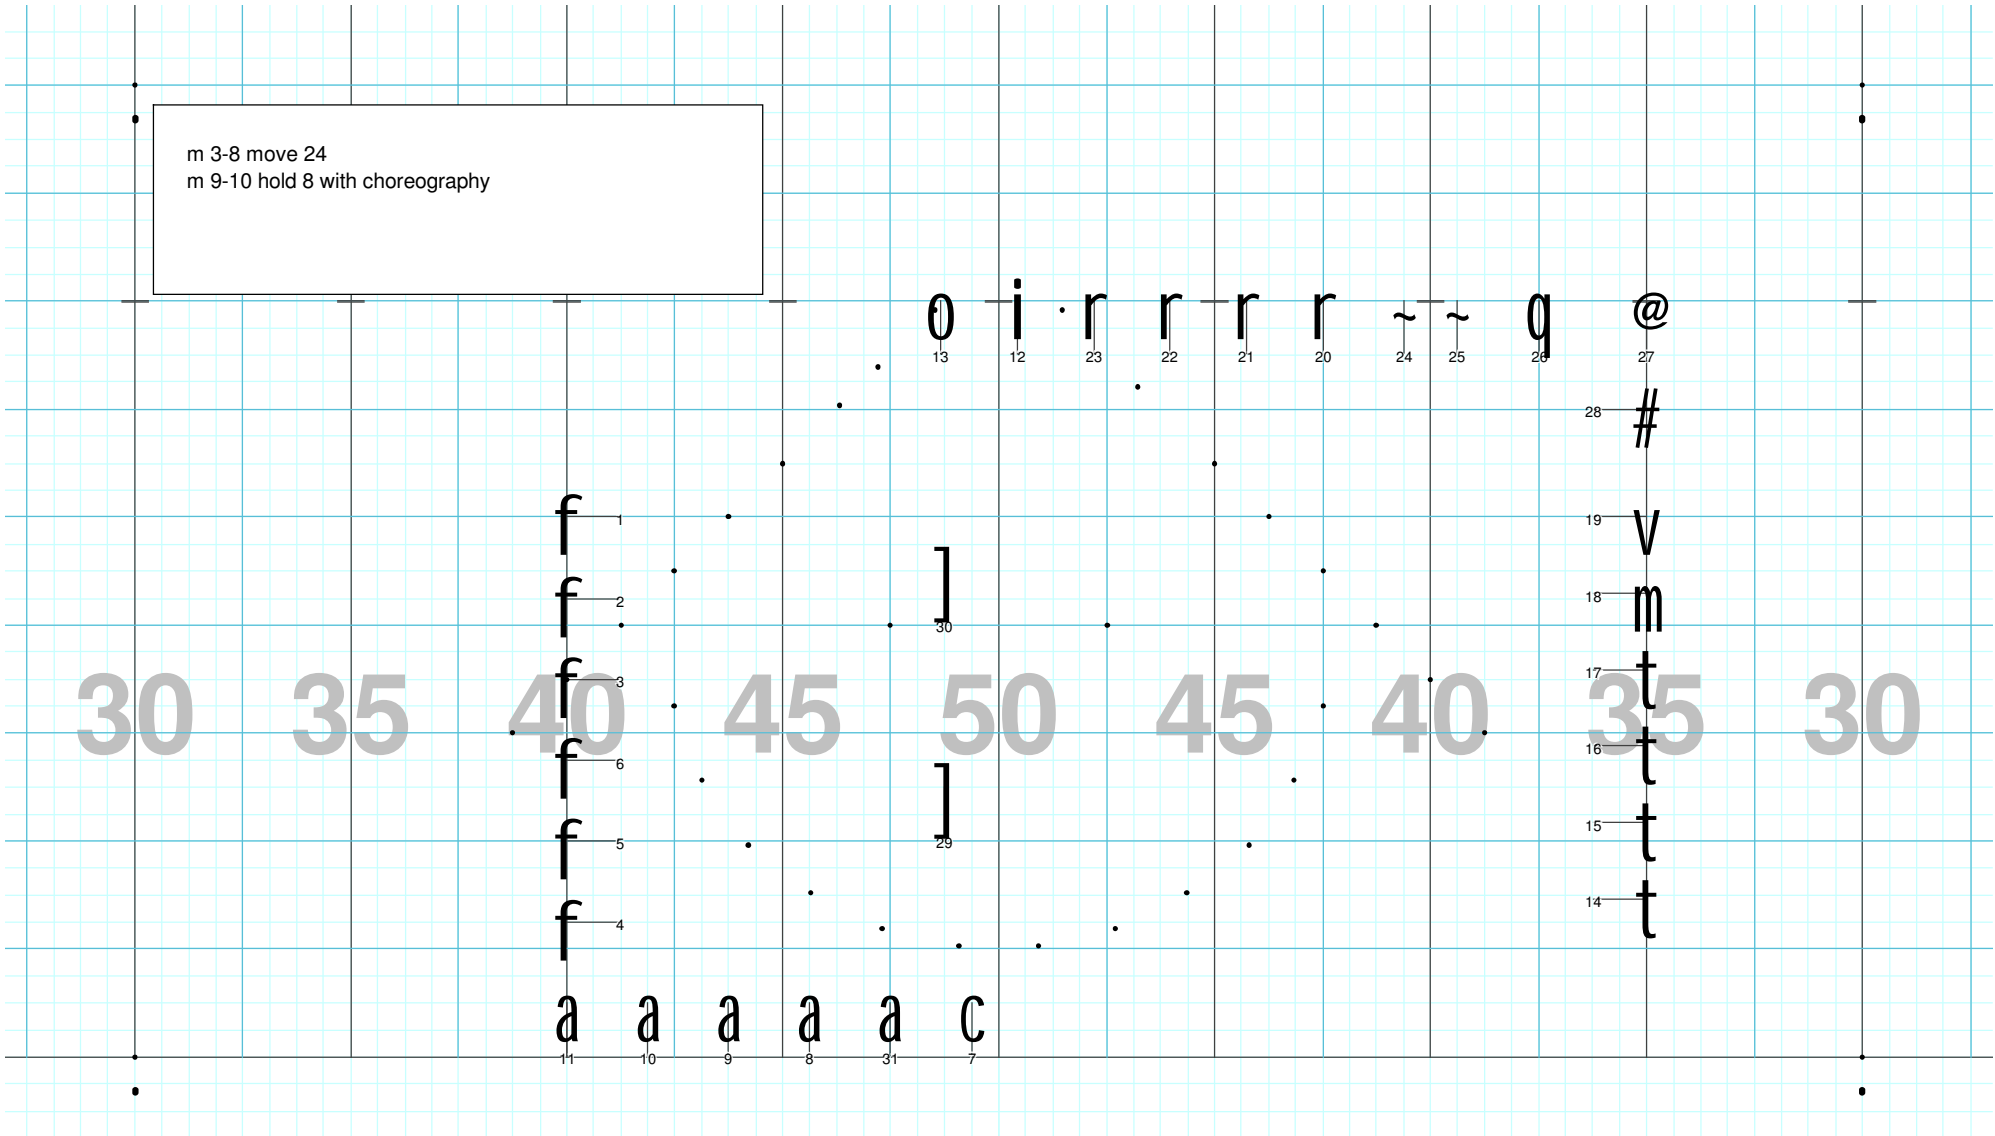 m 3-8 move 24
m 9-10 hold 8 with choreography
o i r r r r ~ ~ q @
13 12 23 22 21 20 24 25 26 27
28 #
f 1
19 v
]
30
f 2
18 m
f 3
17 t
30 35 40 45 50 45 40 35 30
f 6
16 t
]
29
f 5
15 t
f 4
14 t
a a a a a c
11 10 9 8 31 7